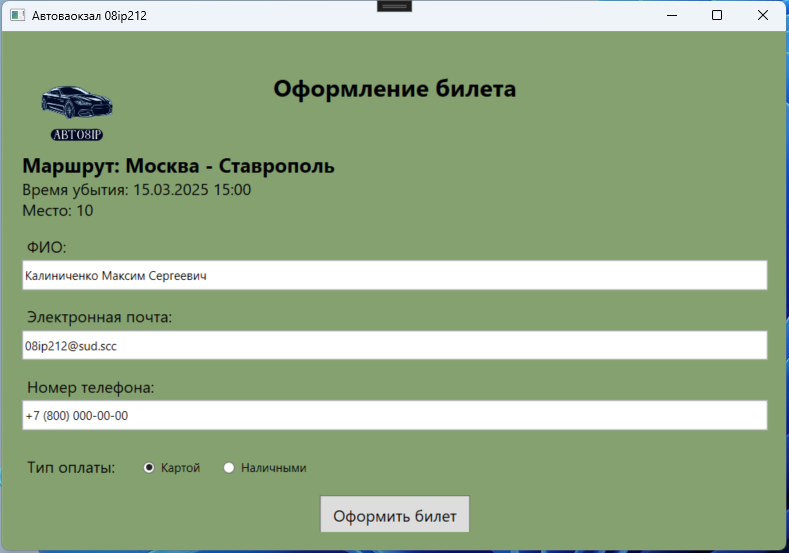 Автоваокзал 08ip212
Оформление билета
АВТО8IP
Маршрут: Москва - Ставрополь
Время убытия: 15.03.2025 15:00
Место: 10
ФИО:
Калиниченко Максим Сергеевич
Электронная почта:
08ip212@sud.scc
Номер телефона:
+7 (800) 000-00-00
Тип оплаты: Картой Наличными
Оформить билет